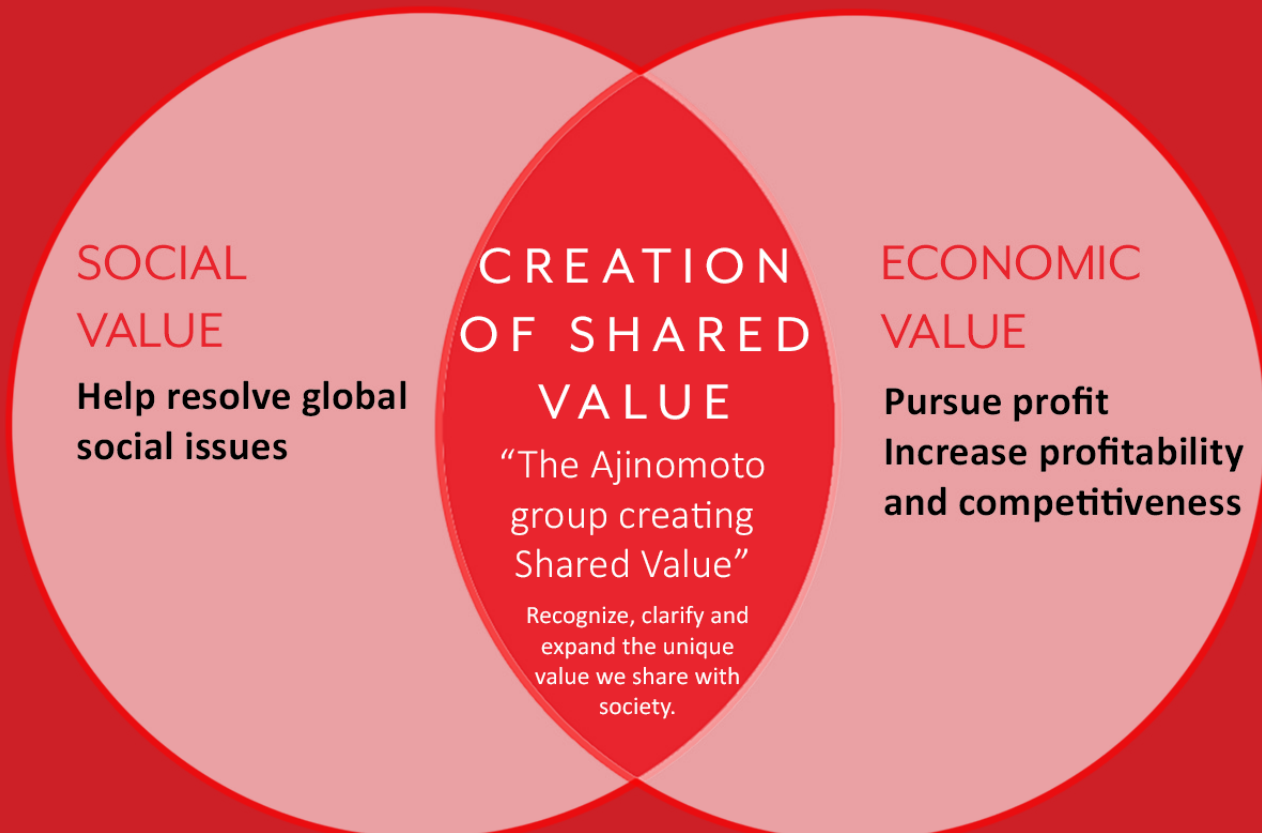 SOCIAL
VALUE
Help resolve global
social issues
CREATION
OF SHARED
VALUE
“The Ajinomoto
group creating
Shared Value”
Recognize, clarify and
expand the unique
value we share with
society.
ECONOMIC
VALUE
Pursue profit
Increase profitability
and competitiveness